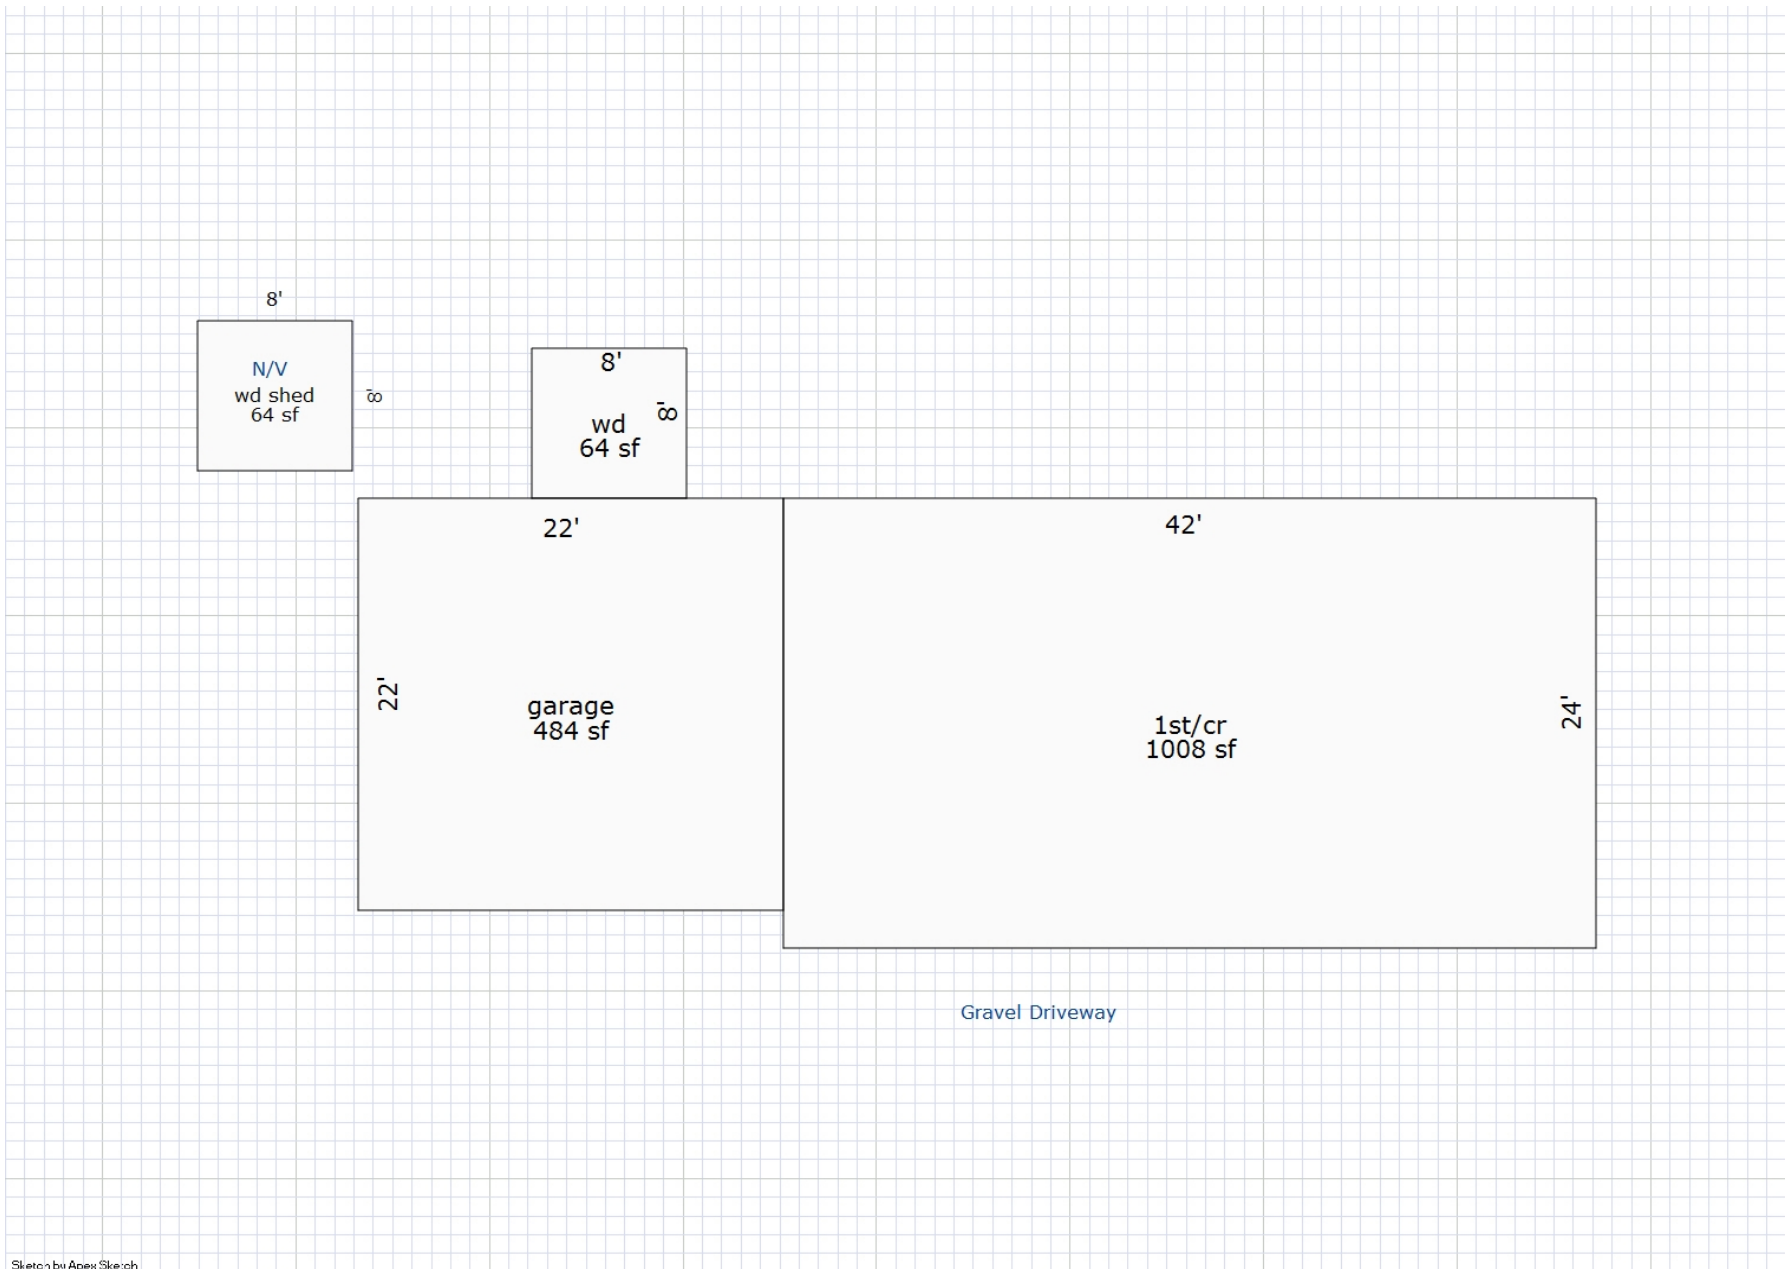 8'
N/V
wd shed
64 sf
8'
8'
8'
wd
64 sf
22'
42'
22'
garage
484 sf
24'
1st/cr
1008 sf
Gravel Driveway
Sketch by Apex Sketch